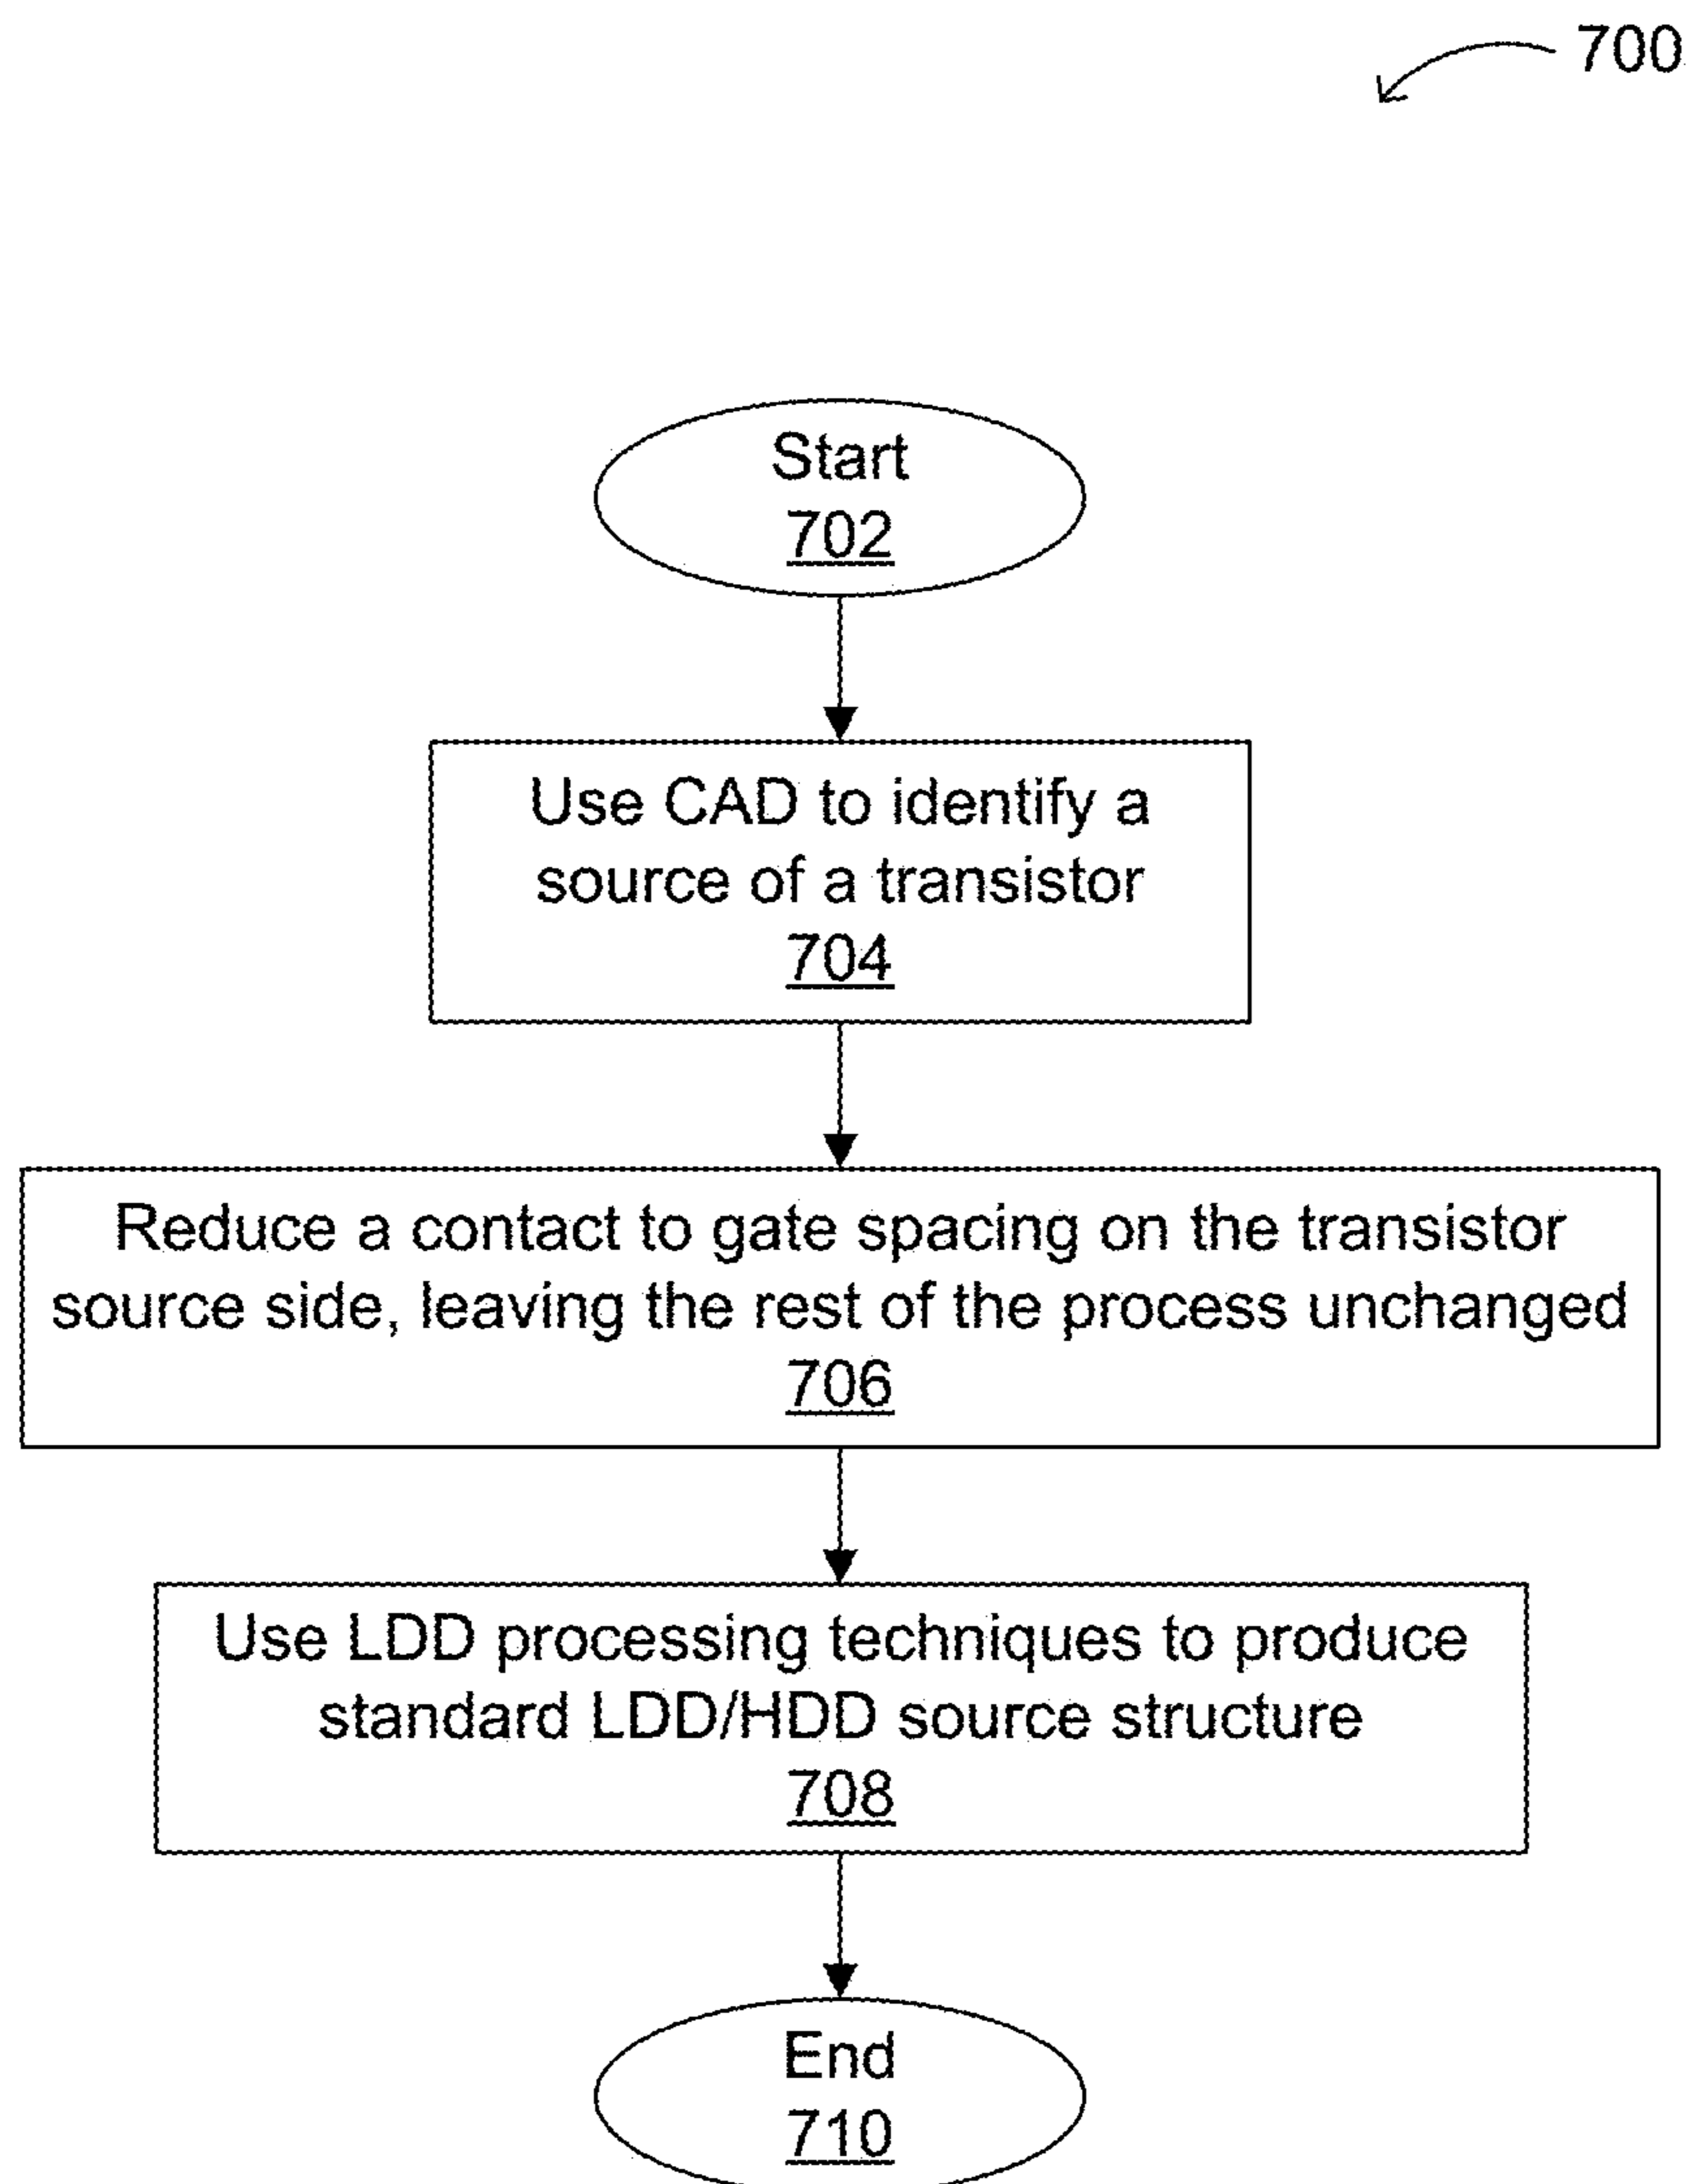 700
Start
702
Use CAD to identify a
source of a transistor
704
Reduce a contact to gate spacing on the transistor
source side, leaving the rest of the process unchanged
706
Use LDD processing techniques to produce
standard LDD/HDD source structure
708
End
710